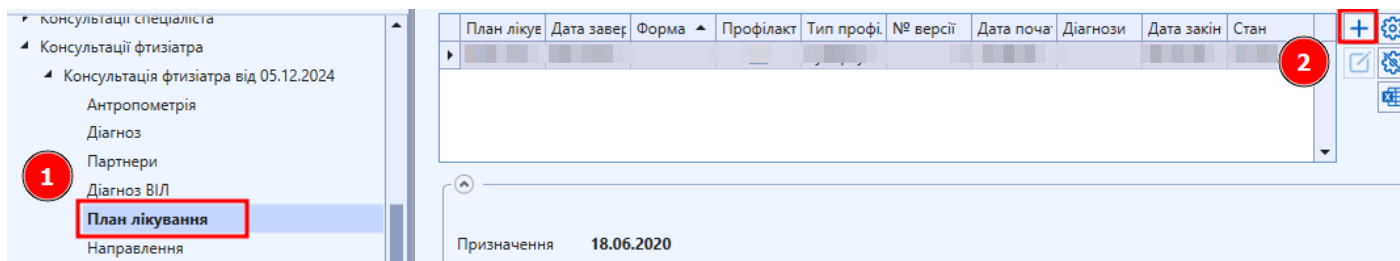 Консультації спеціаліста
Консультації фтизіатра
Консультація фтизіатра від 05.12.2024
Антропометрія
Діагноз
Партнери
1
Діагноз ВІЛ
План лікування
Направлення
План лікує Дата завер Форма Профілакт Тип профі. № версії Дата почат Діагнози Дата закін Стан
2
Призначення 18.06.2020